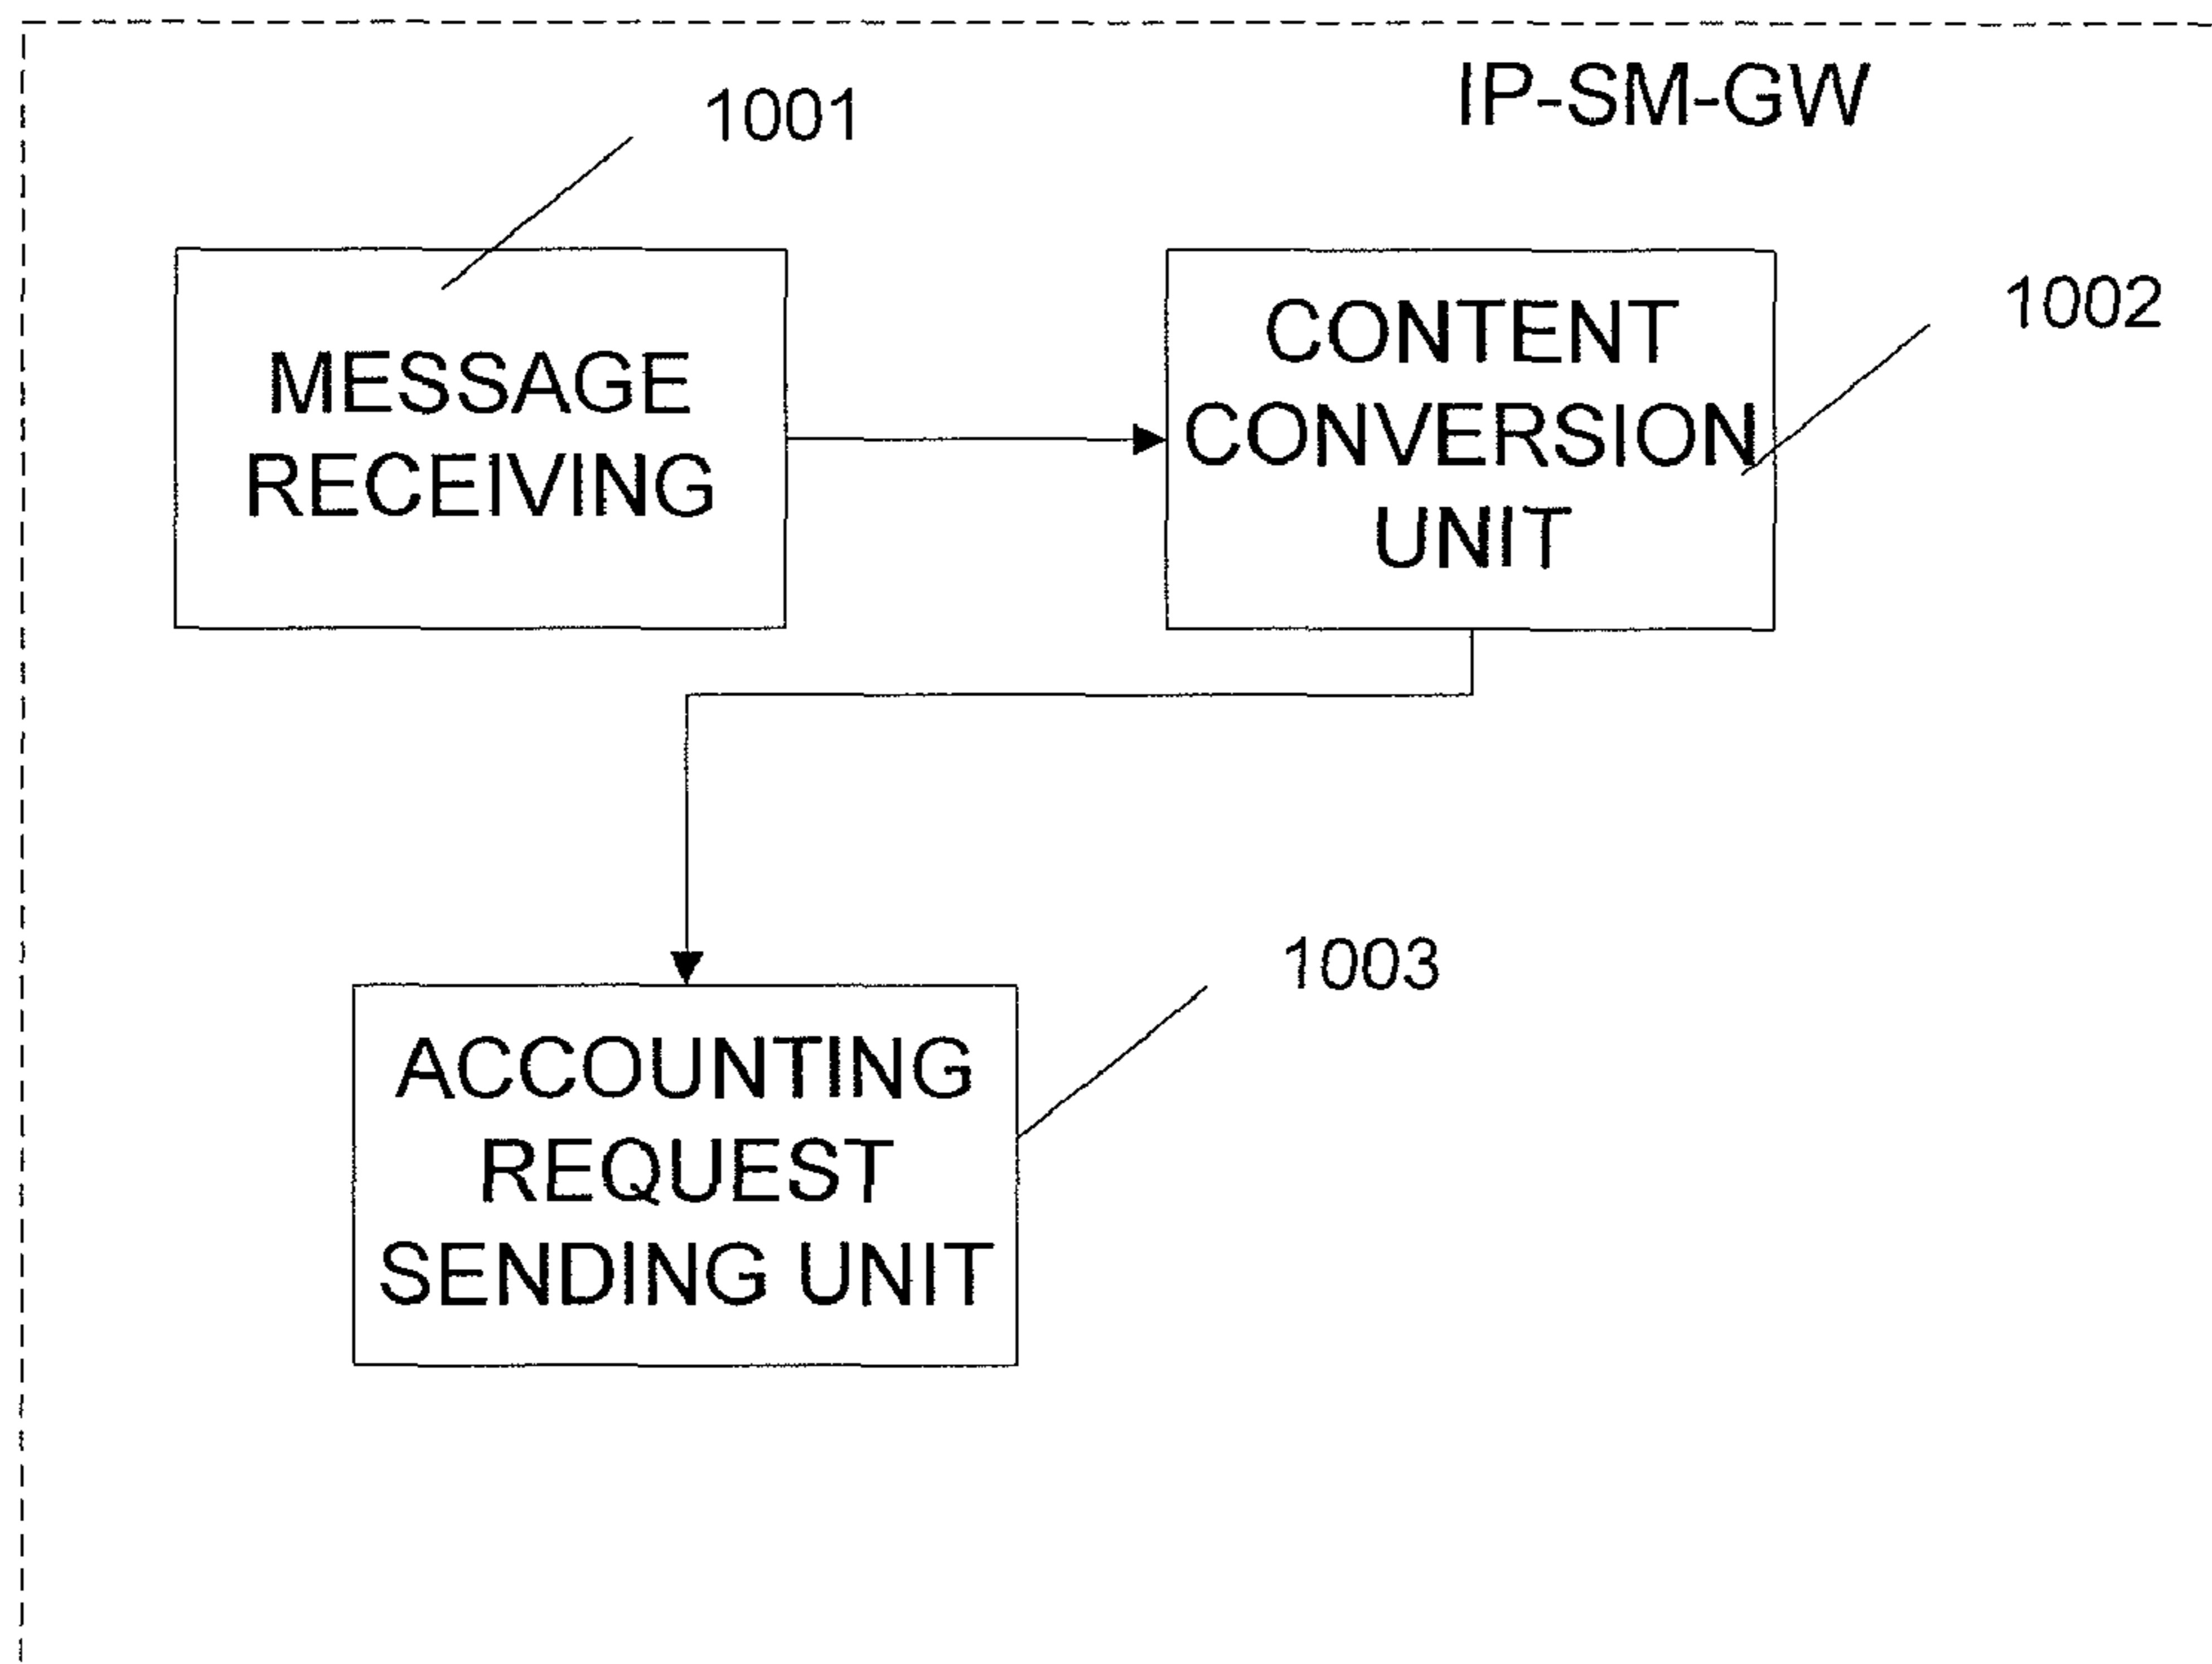 IP-SM-GW
1001
MESSAGE
RECEIVING
CONTENT
CONVERSION
UNIT
1002
ACCOUNTING
REQUEST
SENDING UNIT
1003